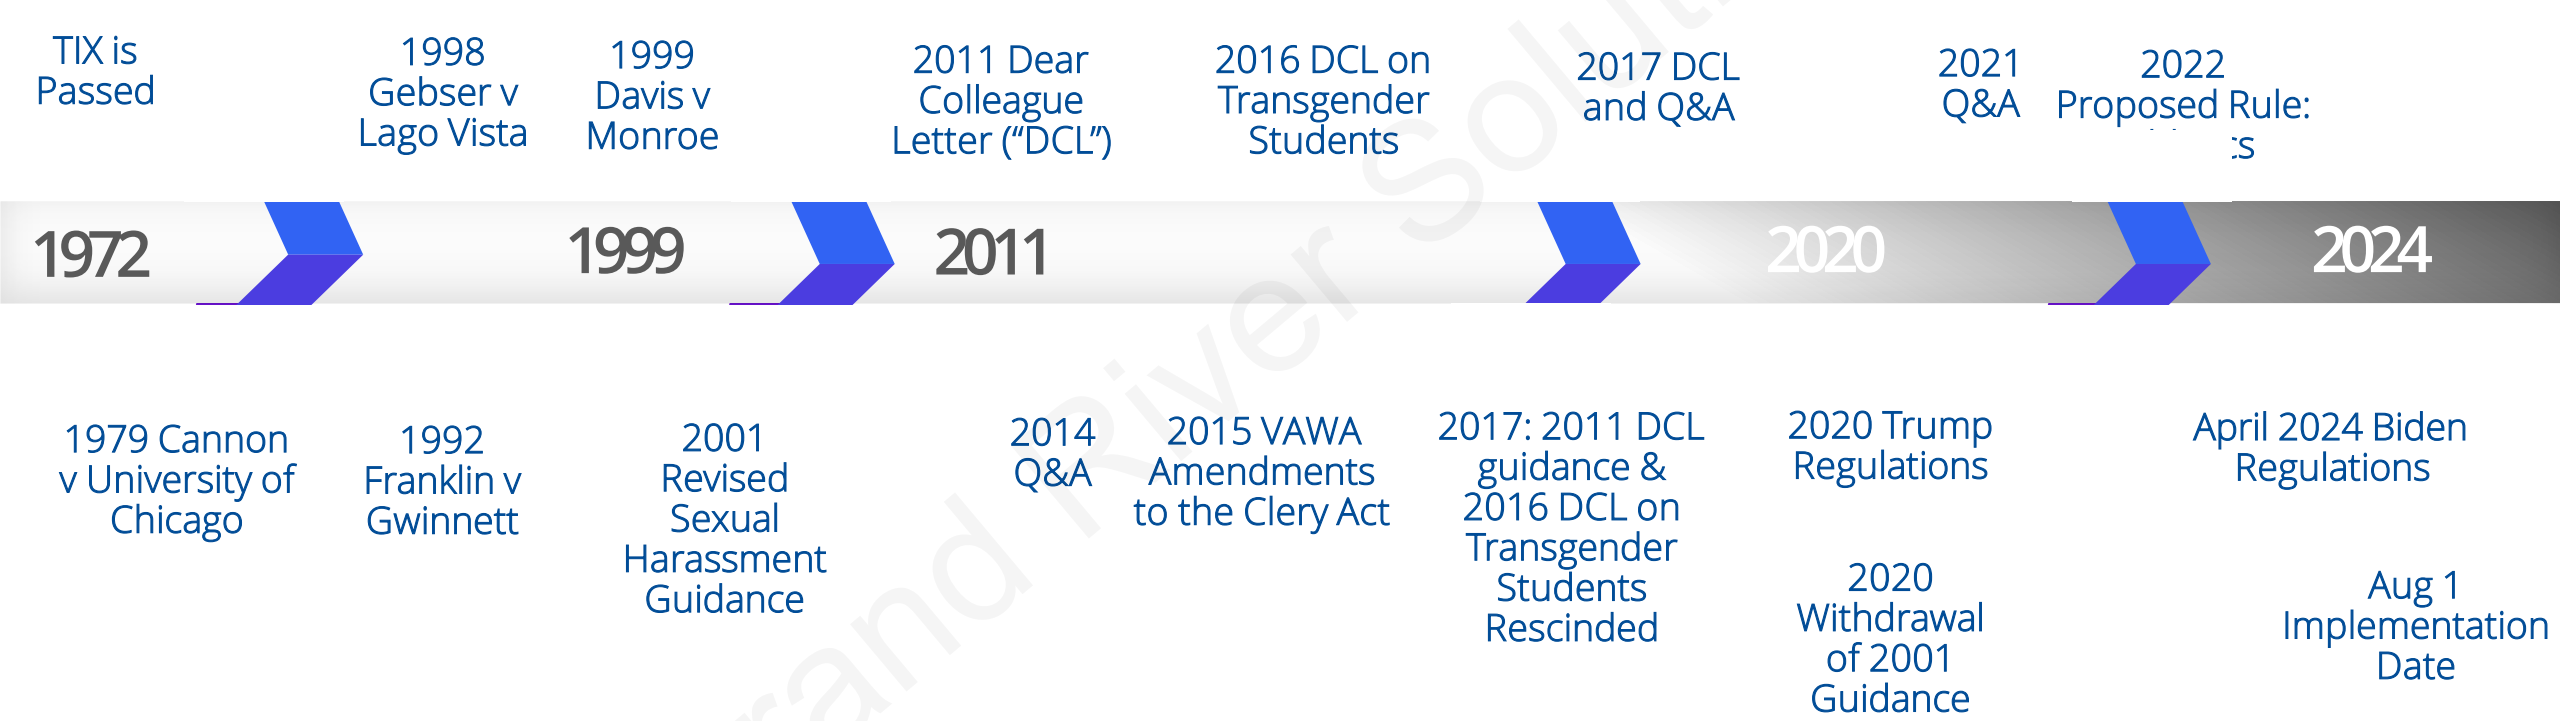 TIX is
Passed
1998
Gebser v
Lago Vista
1999
Davis v
Monroe
2011 Dear
Colleague
Letter (“DCL”)
2016 DCL on
Transgender
Students
2017 DCL
and Q&A
2021
Q&A
2022
Proposed Rule:
1972
1999
2011
2020
2024
1979 Cannon
v University of
Chicago
1992
Franklin v
Gwinnett
2001
Revised
Sexual
Harassment
Guidance
2014
Q&A
2015 VAWA
Amendments
to the Clery Act
2017: 2011 DCL
guidance &
2016 DCL on
Transgender
Students
Rescinded
2020 Trump
Regulations
2020
Withdrawal
of 2001
Guidance
April 2024 Biden
Regulations
Aug 1
Implementation
Date
River